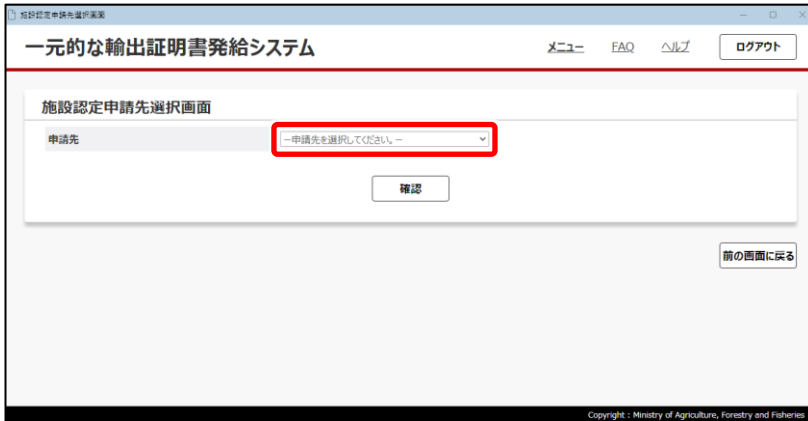 施設認定申請先選択画面
一元的な輸出証明書発給システム
メニュー FAQ ヘルプ ログアウト
施設認定申請先選択画面
申請先 －申請先を選択してください。－
確認
前の画面に戻る
Copyright : Ministry of Agriculture, Forestry and Fisheries